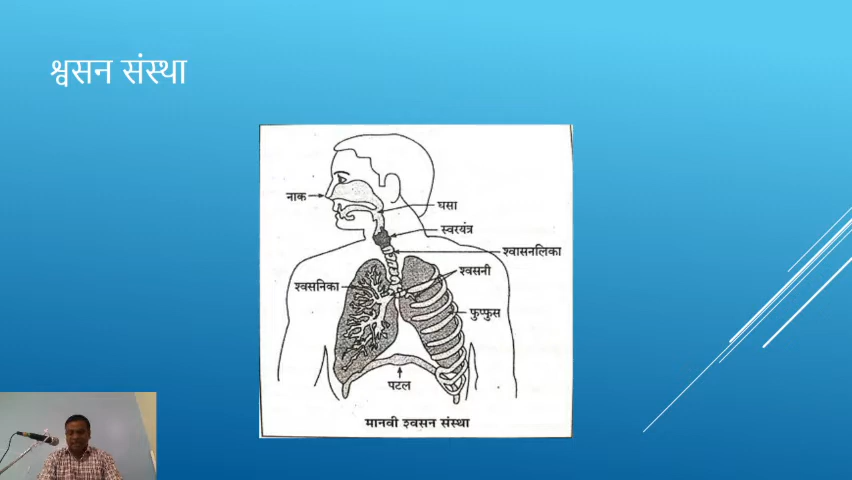 श्वसन संस्था
नाक
घसा
स्वरयंत्र
श्वासनलिका
श्वसनी
श्वसनिका
फुप्फुस
पटल
मानवी श्वसन संस्था